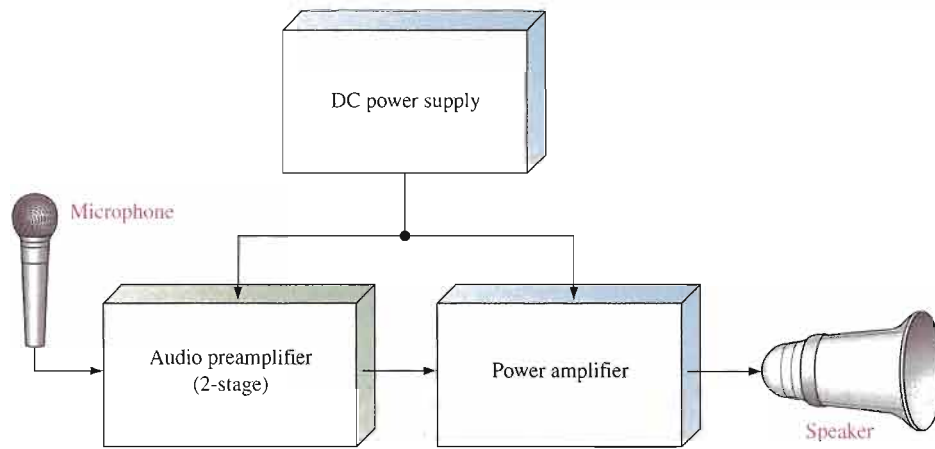 DC power supply
Microphone
Audio preamplifier
(2-stage)
Power amplifier
Speaker